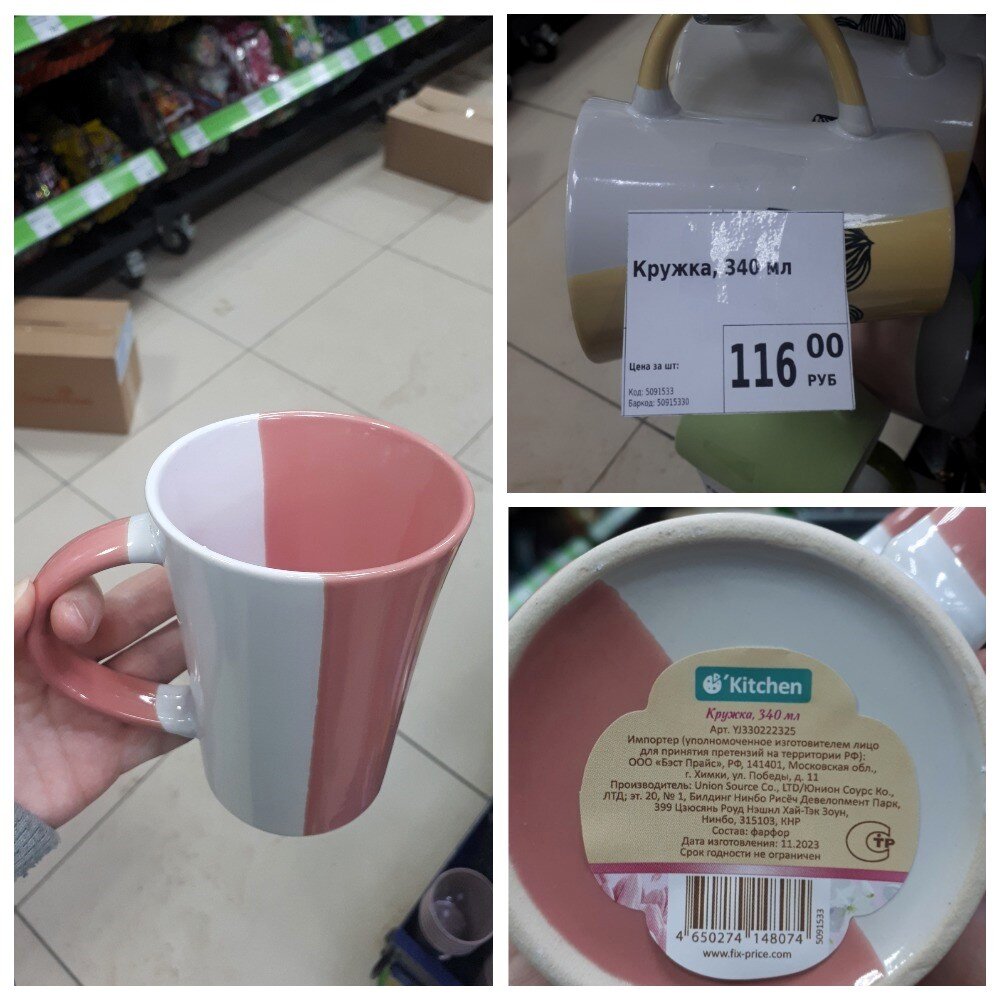 Кружка, 340 мл
Цена за шт:
116 00
РУБ
Код: 5091533
Баркод: 50915330
'Kitchen
Кружка, 340 мл
Арт. YJ330222325
Импортер (уполномоченное изготовителем лицо
для принятия претензий на территории РФ):
ООО «Бэст Прайс», РФ, 141401, Московская обл.,
г. Химки, ул. Победы, д. 11
Производитель: Union Source Co., LTD/Юнион Соурс Ко.,
ЛТД; эт. 20, № 1, Билдинг Нинбо Рисёч Девелопмент Парк,
399 Цзюсянь Роуд Нэшнл Хай-Тэк Зоун,
Нинбо, 315103, КНР
Состав: фарфор
Дата изготовления: 11.2023
Срок годности не ограничен
СТР
4 650274 148074
5091533
www.fix-price.com